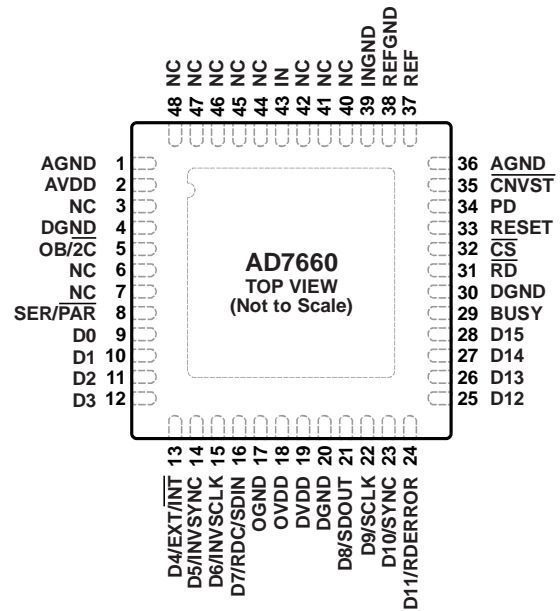 NC
NC
NC
NC
NC
IN
NC
NC
NC
INGND
REFGND
REF
48
47
46
45
44
43
42
41
40
39
38
37
AGND 1
AVDD 2
NC 3
DGND 4
OB/2C 5
NC 6
NC 7
SER/PAR 8
D0 9
D1 10
D2 11
D3 12
AD7660
TOP VIEW
(Not to Scale)
36 AGND
35 CNVST
34 PD
33 RESET
32 CS
31 RD
30 DGND
29 BUSY
28 D15
27 D14
26 D13
25 D12
D4/EXT/INT 13
D5/INVSYNC 14
D6/INVSCLK 15
D7/RDC/SDIN 16
OGND 17
OVDD 18
DVDD 19
DGND 20
D8/SDOUT 21
D9/SCLK 22
D10/SYNC 23
D11/RDERROR 24